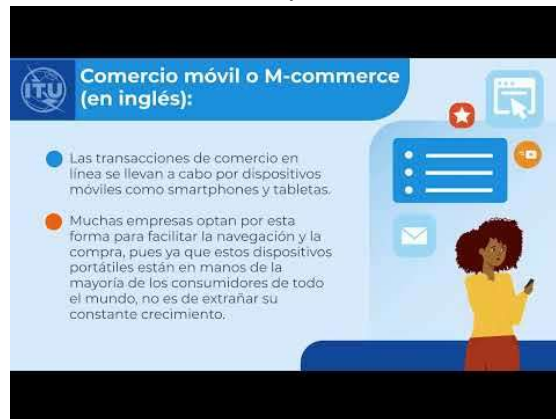 ITU
Comercio móvil o M-commerce
(en inglés):
Las transacciones de comercio en
línea se llevan a cabo por dispositivos
móviles como smartphones y tabletas.
Muchas empresas optan por esta
forma para facilitar la navegación y la
compra, pues ya que estos dispositivos
portátiles están en manos de la
mayoría de los consumidores de todo
el mundo, no es de extrañar su
constante crecimiento.